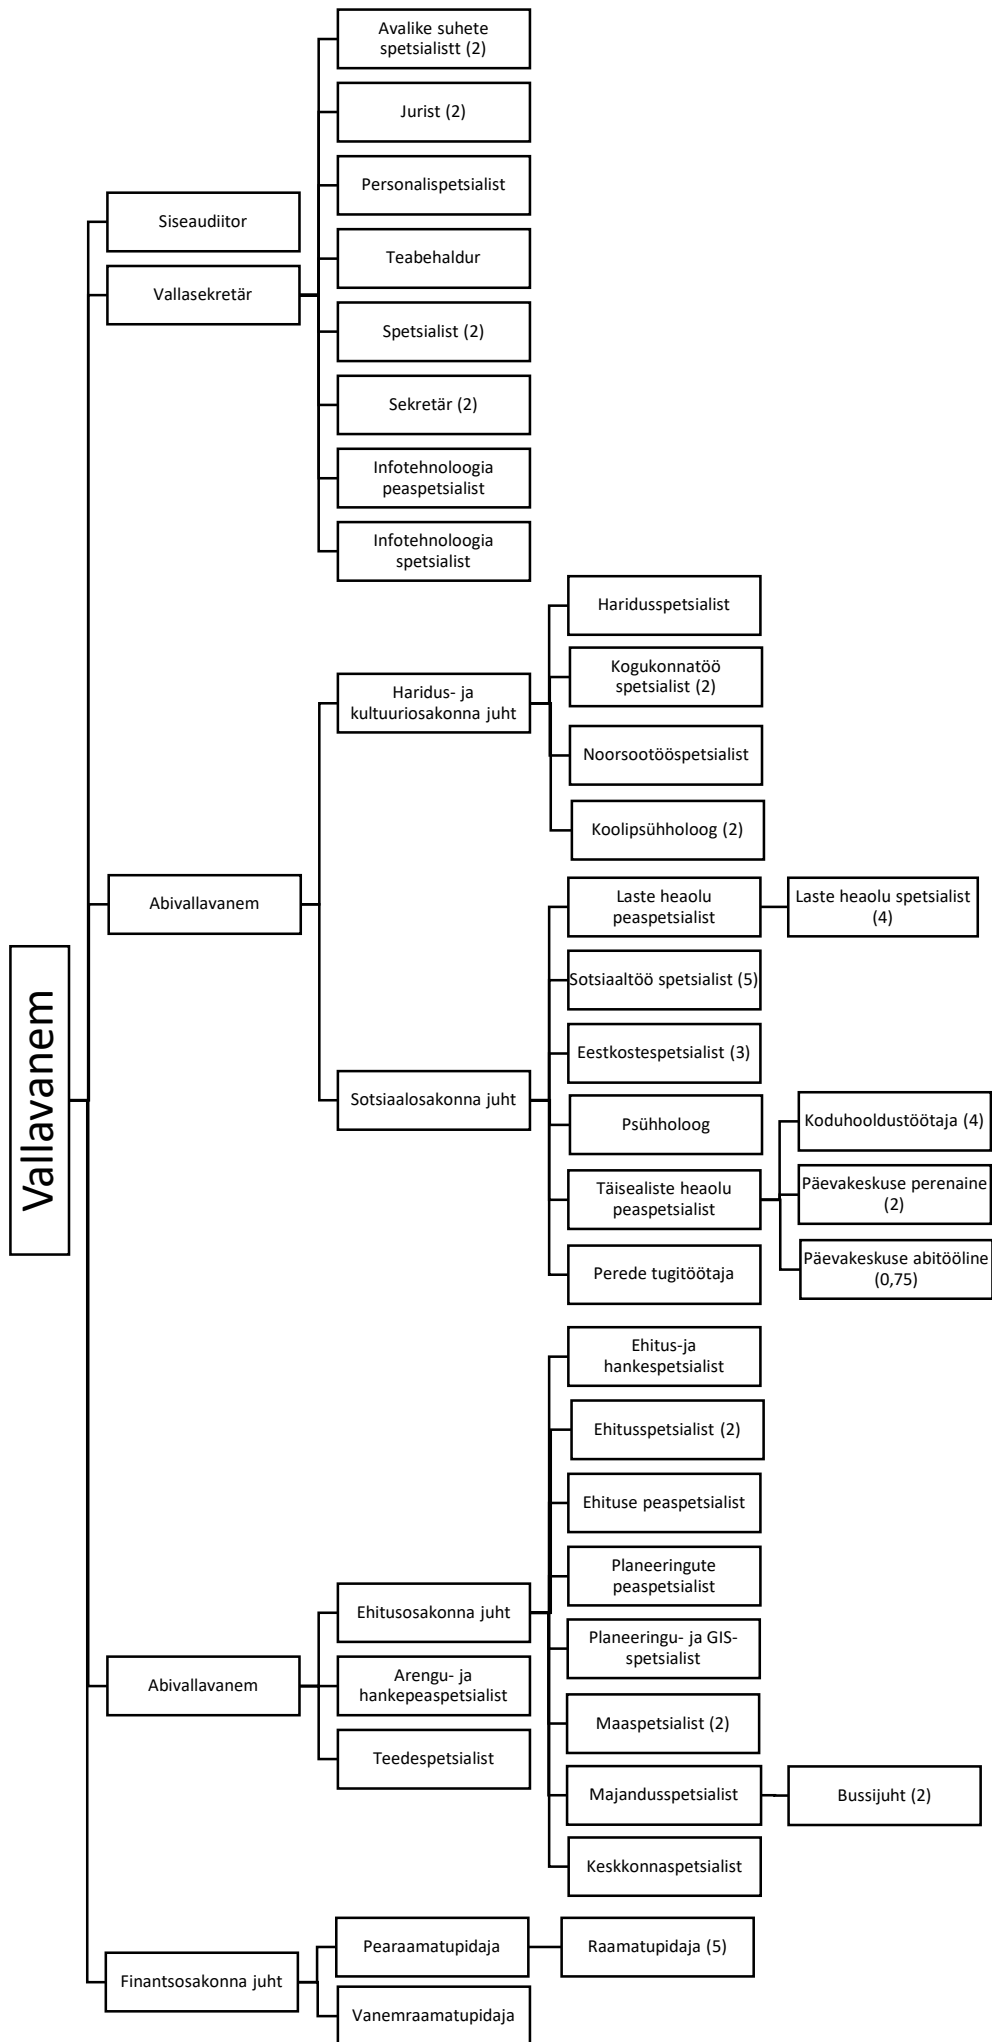 Avalike suhete
spetsialistt (2)
Jurist (2)
Personalispetsialist
Siseaudiitor
Teabehaldur
Vallasekretär
Spetsialist (2)
Sekretär (2)
Infotehnoloogia
peaspetsialist
Infotehnoloogia
spetsialist
Haridusspetsialist
Kogukonnatöö
spetsialist (2)
Haridus- ja
kultuuriosakonna juht
Noorsootööspetsialist
Koolipsühholoog (2)
Abivallavanem
Laste heaolu
peaspetsialist
Laste heaolu spetsialist
(4)
Sotsiaaltöö spetsialist (5)
Eestkostespetsialist (3)
Vallavanem
Sotsiaalosakonna juht
Psühholoog
Koduhooldustöötaja (4)
Täisealiste heaolu
peaspetsialist
Päevakeskuse perenaine
(2)
Päevakeskuse abitööline
(0,75)
Perede tugitöötaja
Ehitus-ja
hankespetsialist
Ehitusspetsialist (2)
Ehituse peaspetsialist
Planeeringute
peaspetsialist
Ehitusosakonna juht
Planeeringu- ja GIS-
spetsialist
Abivallavanem
Arengu- ja
hankepeaspetsialist
Maaspetsialist (2)
Teedespetsialist
Majandusspetsialist
Bussijuht (2)
Keskkonnaspetsialist
Pearaamatupidaja
Raamatupidaja (5)
Finantsosakonna juht
Vanemraamatupidaja